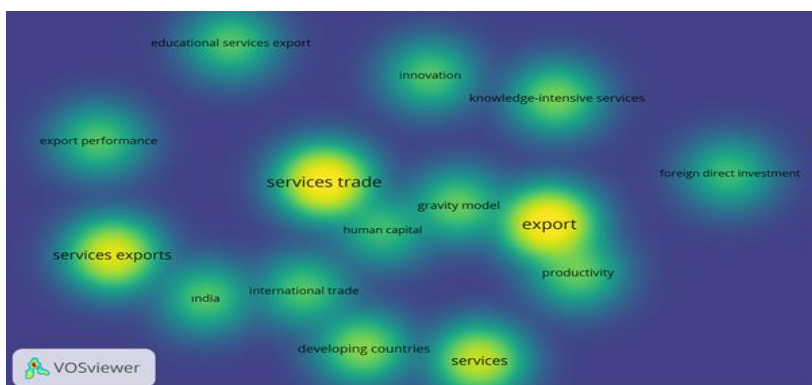 educational services export
innovation
knowledge-intensive services
export performance
foreign direct investment
services trade
gravity model
export
human capital
services exports
productivity
india
international trade
developing countries
services
VOSviewer